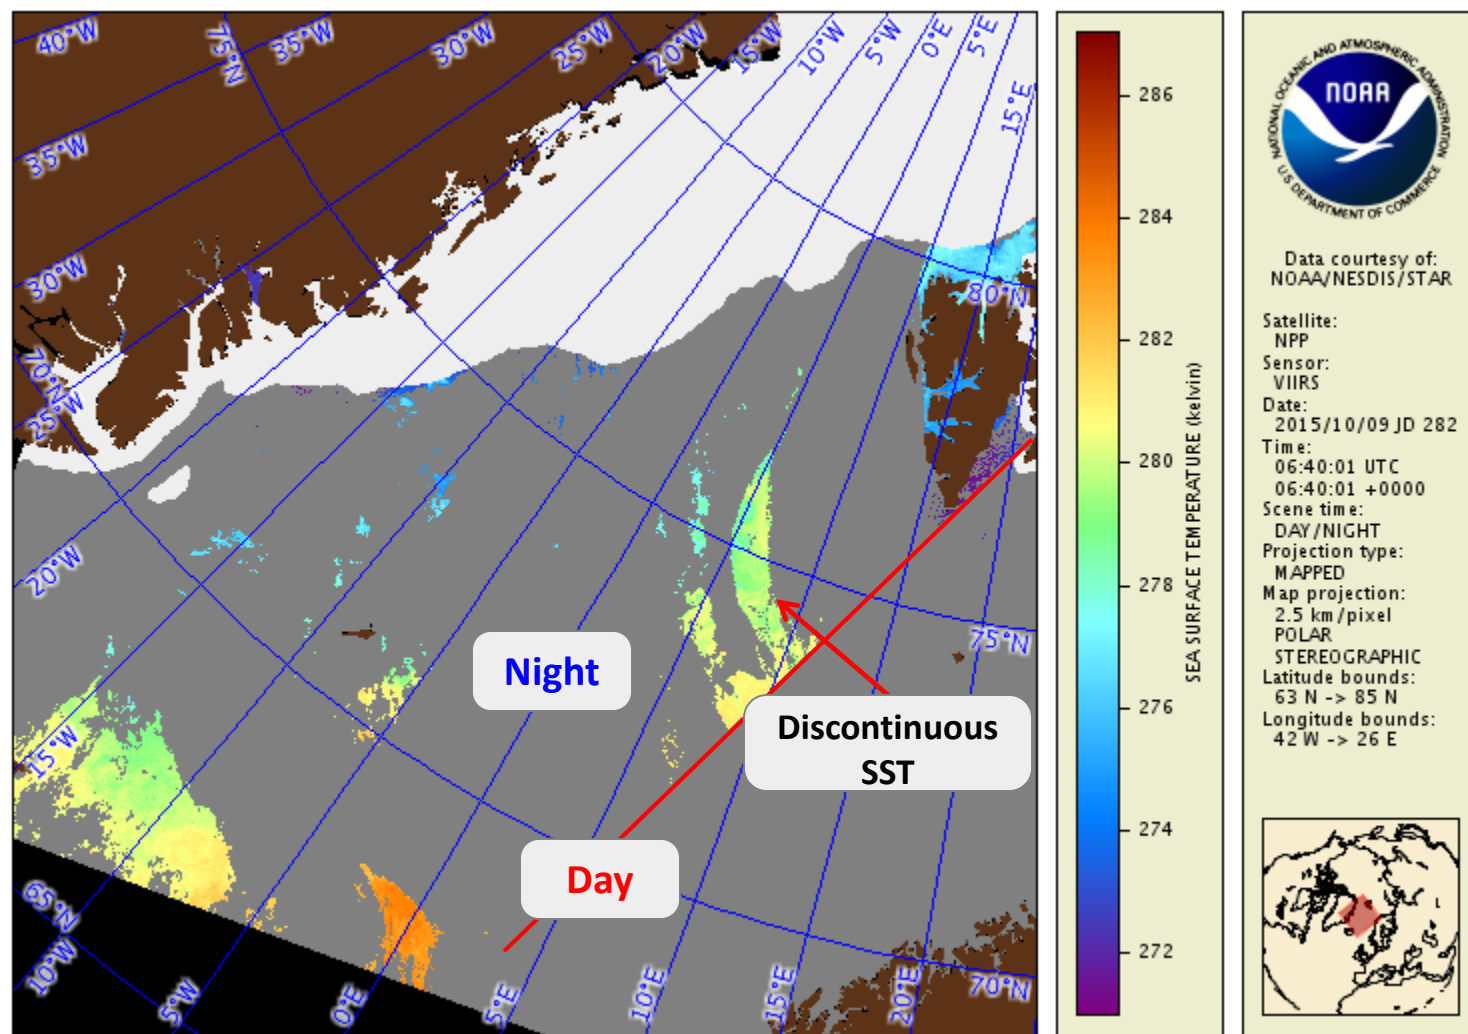 40°W
75°N
35°W
30°W
25°W
20°W
15°W
10°W
5°W
0°E
5°E
15°E
35°W
30°W
70°N
25°W
20°W
15°W
65°N
10°W
5°W
0°E
5°E
10°E
15°E
20°E
70°N
75°N
80°N
Night
Day
Discontinuous
SST
286
284
282
280
278
276
274
272
SEA SURFACE TEMPERATURE (kelvin)
NATIONAL OCEANIC AND ATMOSPHERIC ADMINISTRATION
NOAA
U.S. DEPARTMENT OF COMMERCE
Data courtesy of:
NOAA/NESDIS/STAR
Satellite:
NPP
Sensor:
VIIRS
Date:
2015/10/09 JD 282
Time:
06:40:01 UTC
06:40:01 +0000
Scene time:
DAY/NIGHT
Projection type:
MAPPED
Map projection:
2.5 km/pixel
POLAR
STEREOGRAPHIC
Latitude bounds:
63 N -> 85 N
Longitude bounds:
42 W -> 26 E